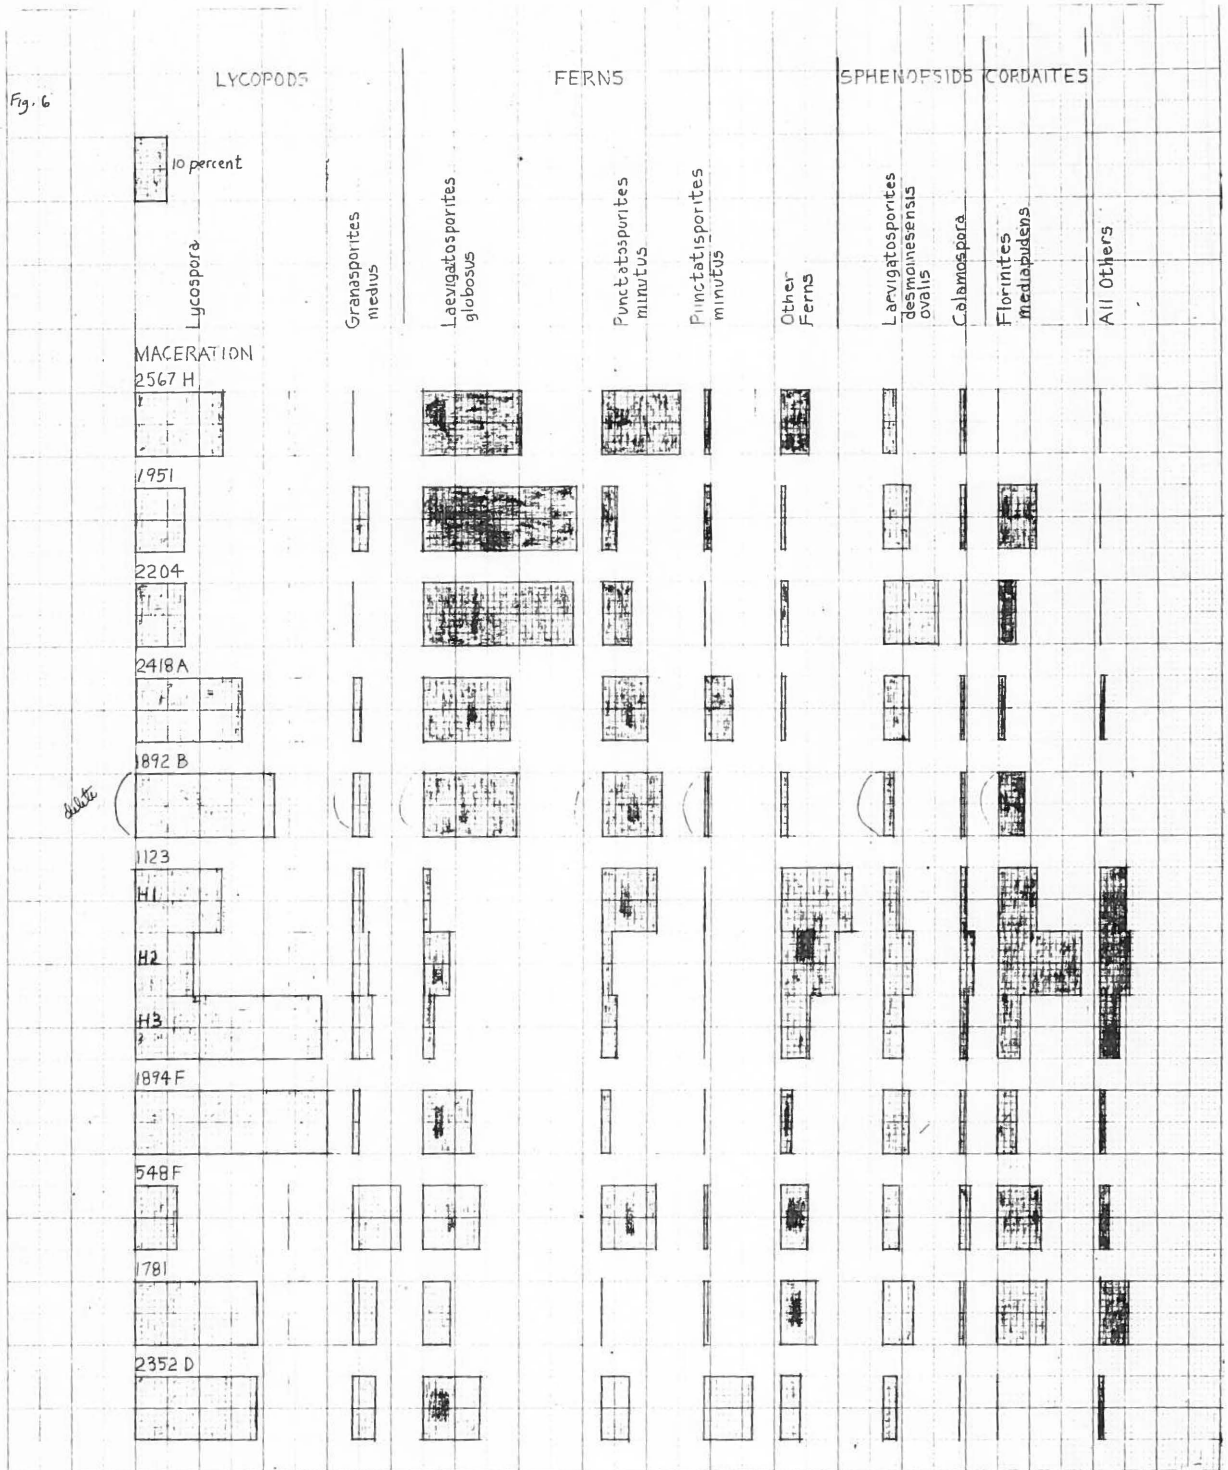 LYCOPODS FERNS SPHENOPSIDS CORDAITES
Fig. 6
10 percent
Lycospora
Granasporites
medius
Laevigatosporites
globosus
Punctatosporites
minutus
Punctatisporites
minutus
Other
Ferns
Laevigatosporites
desmoinesensis
ovalis
Calamospora
Florinites
mediapudens
All Others
MACERATION
2567 H
1951
2204
2418 A
1892 B
delete
1123
H1
H2
H3
1894 F
548 F
1781
2352 D